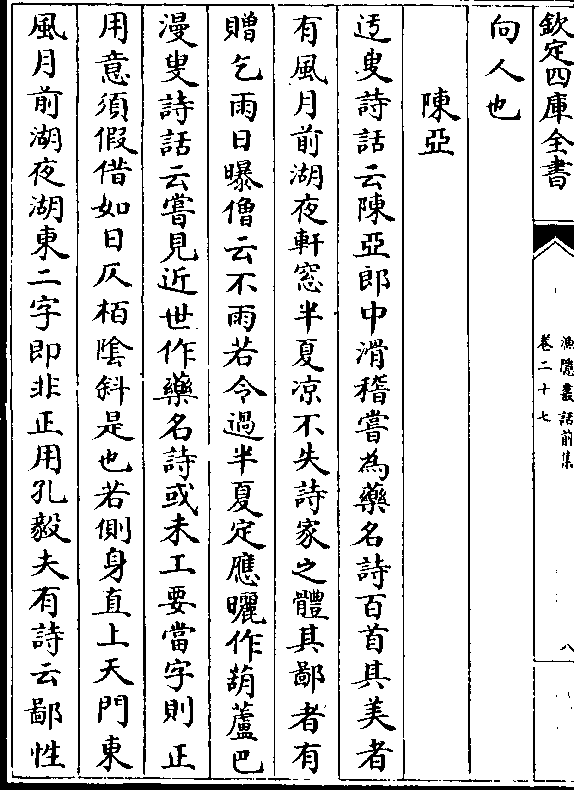 欽定四庫全書
漁隱叢話前集
卷二十七
八
向人也
陳亞
迃叟詩話云陳亞郎中滑稽嘗為藥名詩百首其美者
有風月前湖夜軒窓半夏凉不失詩家之體其鄙者有
贈乞雨日曝僧云不雨若令過半夏定應曬作葫蘆巴
漫叟詩話云嘗見近世作藥名詩或未工要當字則正
用意須假借如日仄栢隂斜是也若側身直上天門東
風月前湖夜湖東二字即非正用孔毅夫有詩云鄙性